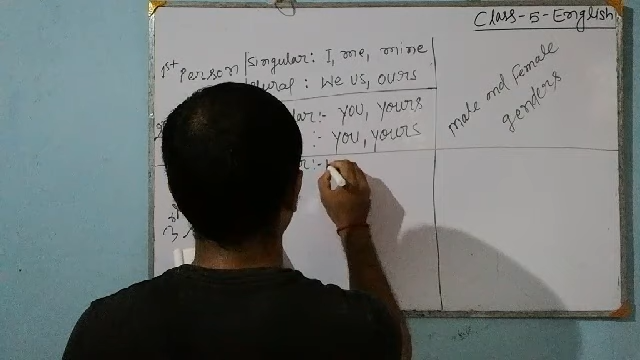 Class-5-English
1st Person Singular: I, me, mine
: We us, ours
:- you, yours
:- you, yours
male and Female
genders